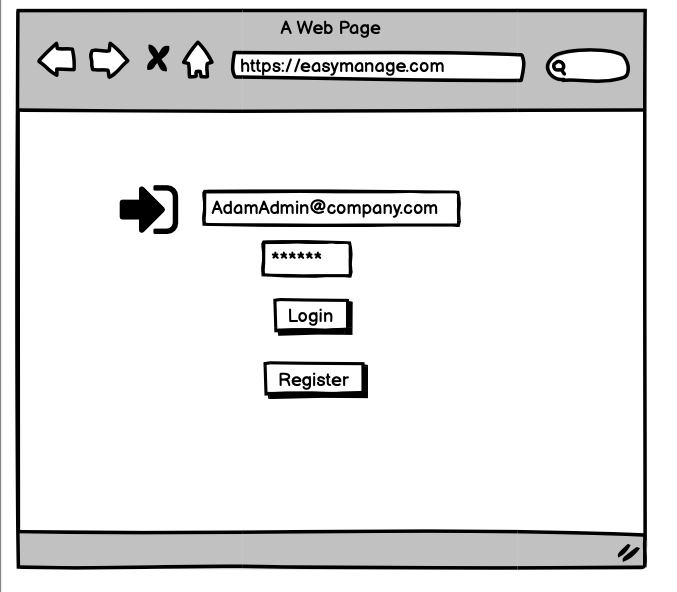 A Web Page
https://easymanage.com
AdamAdmin@company.com
******
Login
Register